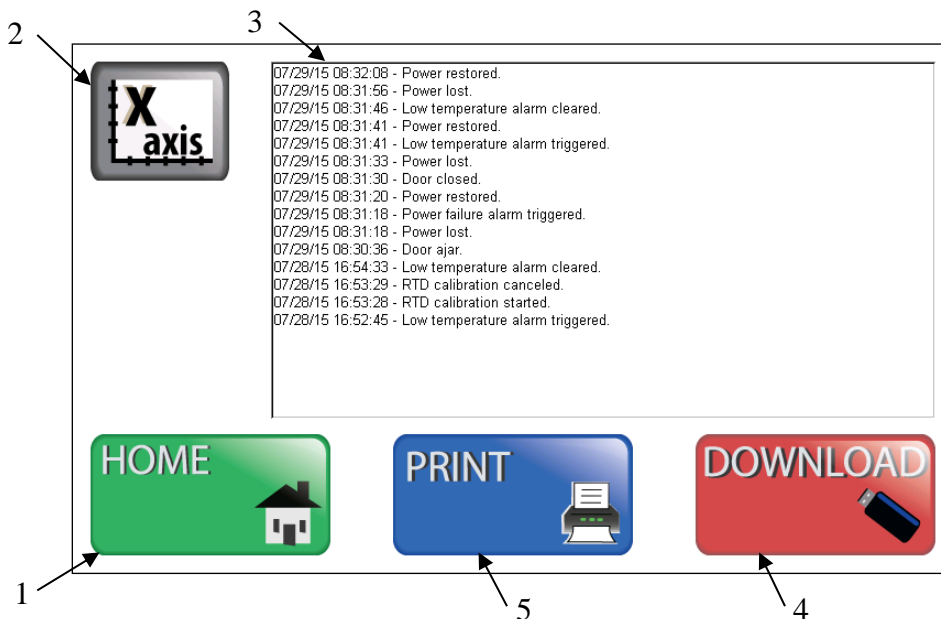 2
3
X
axis
07/29/15 08:32:08 - Power restored.
07/29/15 08:31:56 - Power lost.
07/29/15 08:31:46 - Low temperature alarm cleared.
07/29/15 08:31:41 - Power restored.
07/29/15 08:31:41 - Low temperature alarm triggered.
07/29/15 08:31:33 - Power lost.
07/29/15 08:31:30 - Door closed.
07/29/15 08:31:20 - Power restored.
07/29/15 08:31:18 - Power failure alarm triggered.
07/29/15 08:31:18 - Power lost.
07/29/15 08:30:36 - Door ajar.
07/28/15 16:54:33 - Low temperature alarm cleared.
07/28/15 16:53:29 - RTD calibration canceled.
07/28/15 16:53:28 - RTD calibration started.
07/28/15 16:52:45 - Low temperature alarm triggered.
HOME
PRINT
DOWNLOAD
1
5
4